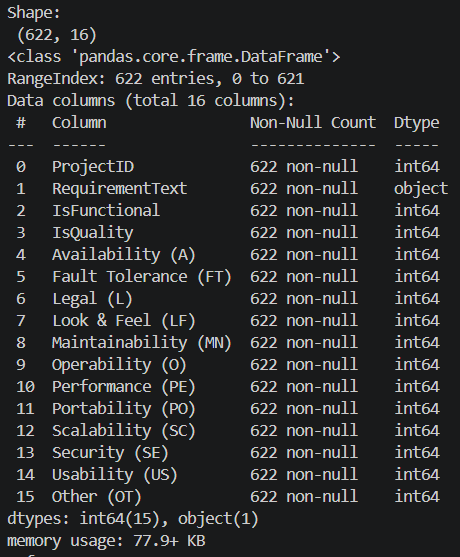 Shape:
 (622, 16)
<class 'pandas.core.frame.DataFrame'>
RangeIndex: 622 entries, 0 to 621
Data columns (total 16 columns):
 #   Column                Non-Null Count  Dtype
---  ------                --------------  -----
 0   ProjectID             622 non-null    int64
 1   RequirementText       622 non-null    object
 2   IsFunctional          622 non-null    int64
 3   IsQuality             622 non-null    int64
 4   Availability (A)      622 non-null    int64
 5   Fault Tolerance (FT)  622 non-null    int64
 6   Legal (L)             622 non-null    int64
 7   Look & Feel (LF)      622 non-null    int64
 8   Maintainability (MN)  622 non-null    int64
 9   Operability (O)       622 non-null    int64
 10  Performance (PE)      622 non-null    int64
 11  Portability (PO)      622 non-null    int64
 12  Scalability (SC)      622 non-null    int64
 13  Security (SE)         622 non-null    int64
 14  Usability (US)        622 non-null    int64
 15  Other (OT)            622 non-null    int64
dtypes: int64(15), object(1)
memory usage: 77.9+ KB